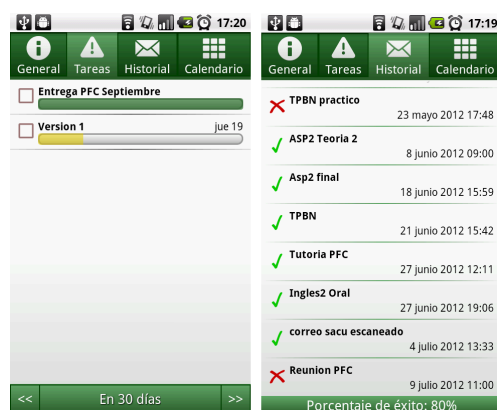 17:20
General Tareas Historial Calendario
Entrega PFC Septiembre
Version 1 jue 19
<< En 30 días >>
17:19
General Tareas Historial Calendario
TPBN practico
23 mayo 2012 17:48
ASP2 Teoria 2
8 junio 2012 09:00
Asp2 final
18 junio 2012 15:59
TPBN
21 junio 2012 15:42
Tutoria PFC
27 junio 2012 12:11
Ingles2 Oral
27 junio 2012 19:06
correo sacu escaneado
4 julio 2012 13:33
Reunion PFC
9 julio 2012 11:00
Porcentaje de éxito: 80%